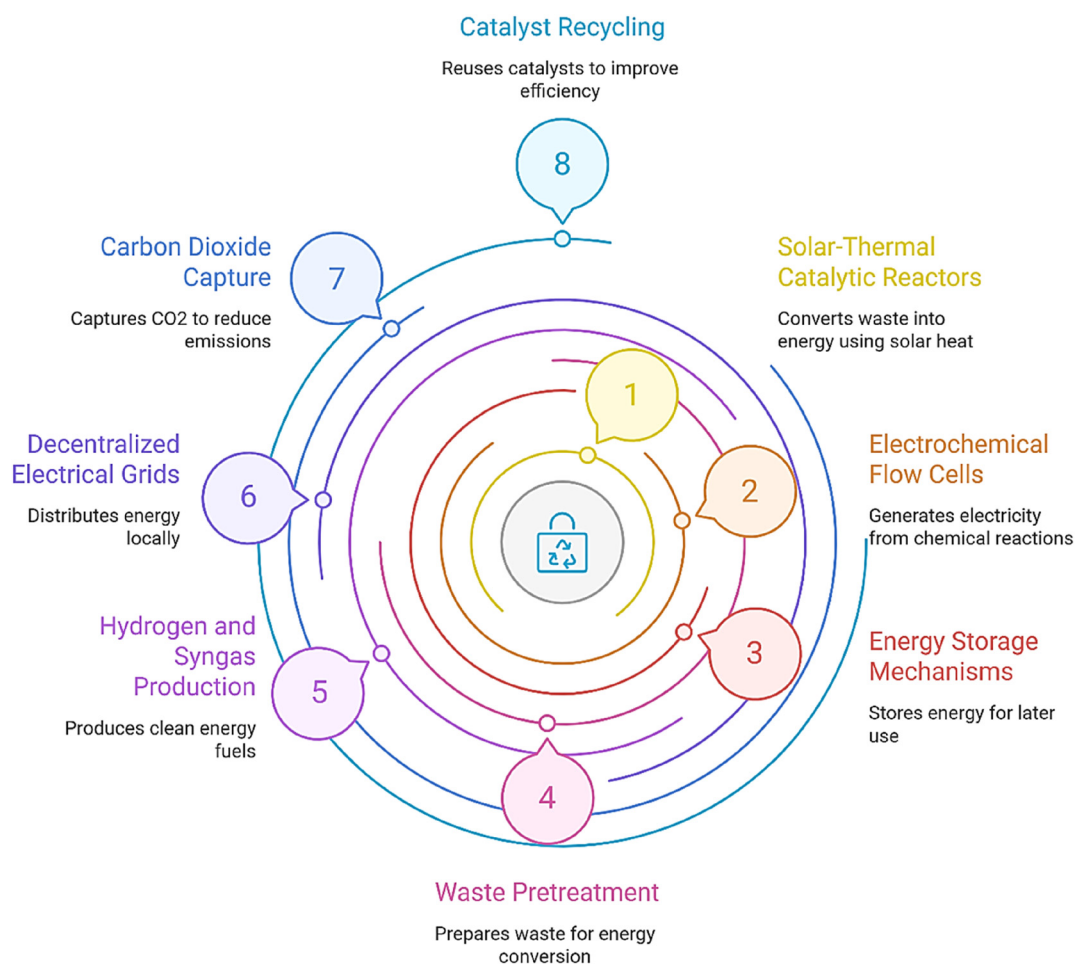 Catalyst Recycling
Reuses catalysts to improve
efficiency
8
Carbon Dioxide
Capture
Captures CO2 to reduce
emissions
7
Solar-Thermal
Catalytic Reactors
Converts waste into
energy using solar heat
1
Decentralized
Electrical Grids
Distributes energy
locally
6
Electrochemical
Flow Cells
Generates electricity
from chemical reactions
2
Hydrogen and
Syngas
Production
Produces clean energy
fuels
5
Energy Storage
Mechanisms
Stores energy for later
use
3
4
Waste Pretreatment
Prepares waste for energy
conversion